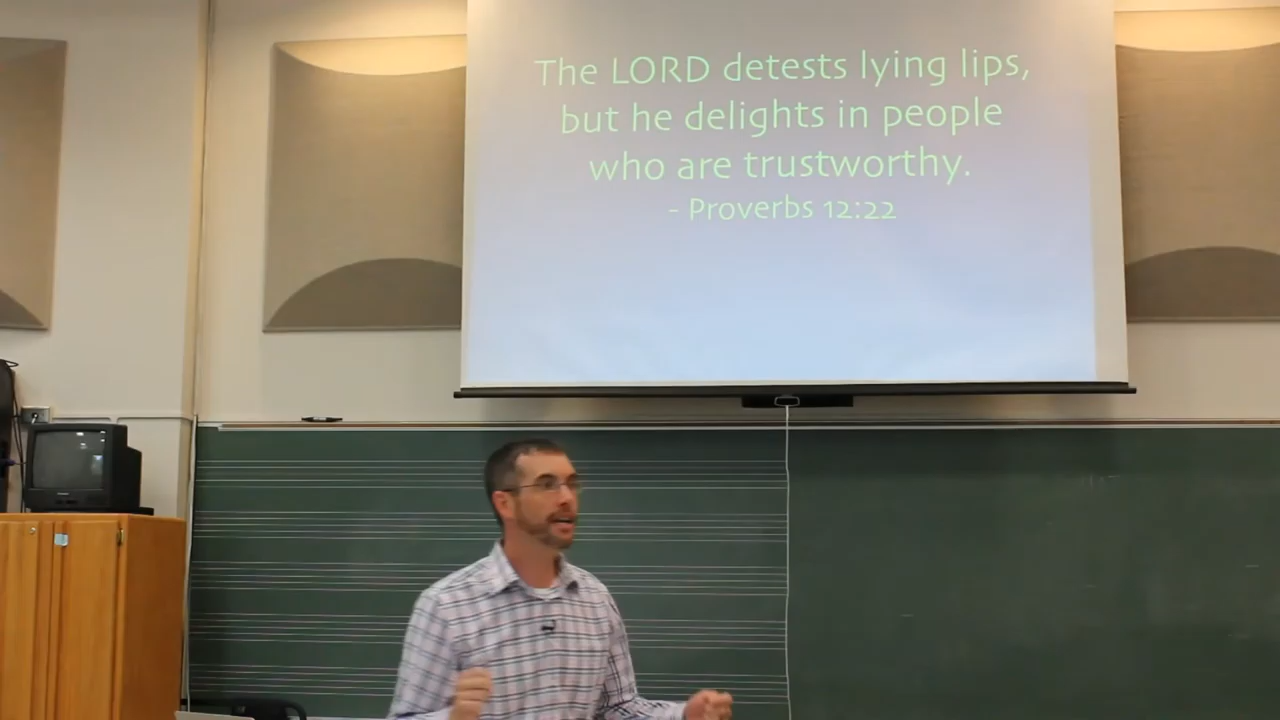 The LORD detests lying lips,
but he delights in people
who are trustworthy.
- Proverbs 12:22